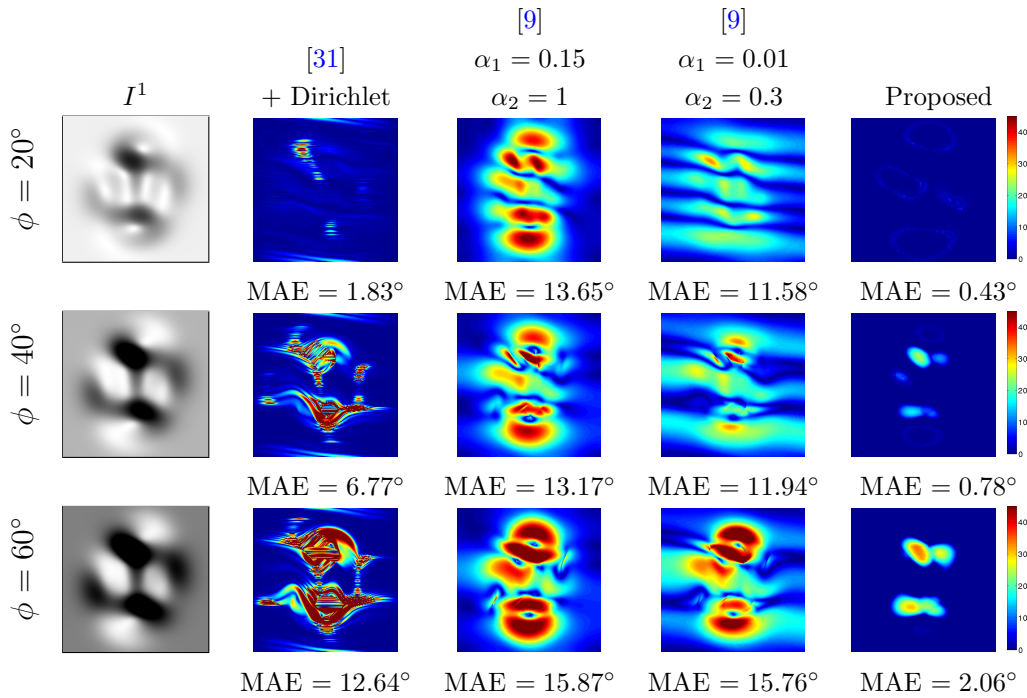 [9] [9]
[31] α₁ = 0.15 α₁ = 0.01
I¹ + Dirichlet α₂ = 1 α₂ = 0.3 Proposed
ϕ = 20°
40
30
20
10
0
MAE = 1.83° MAE = 13.65° MAE = 11.58° MAE = 0.43°
ϕ = 40°
40
30
20
10
0
MAE = 6.77° MAE = 13.17° MAE = 11.94° MAE = 0.78°
ϕ = 60°
40
30
20
10
0
MAE = 12.64° MAE = 15.87° MAE = 15.76° MAE = 2.06°